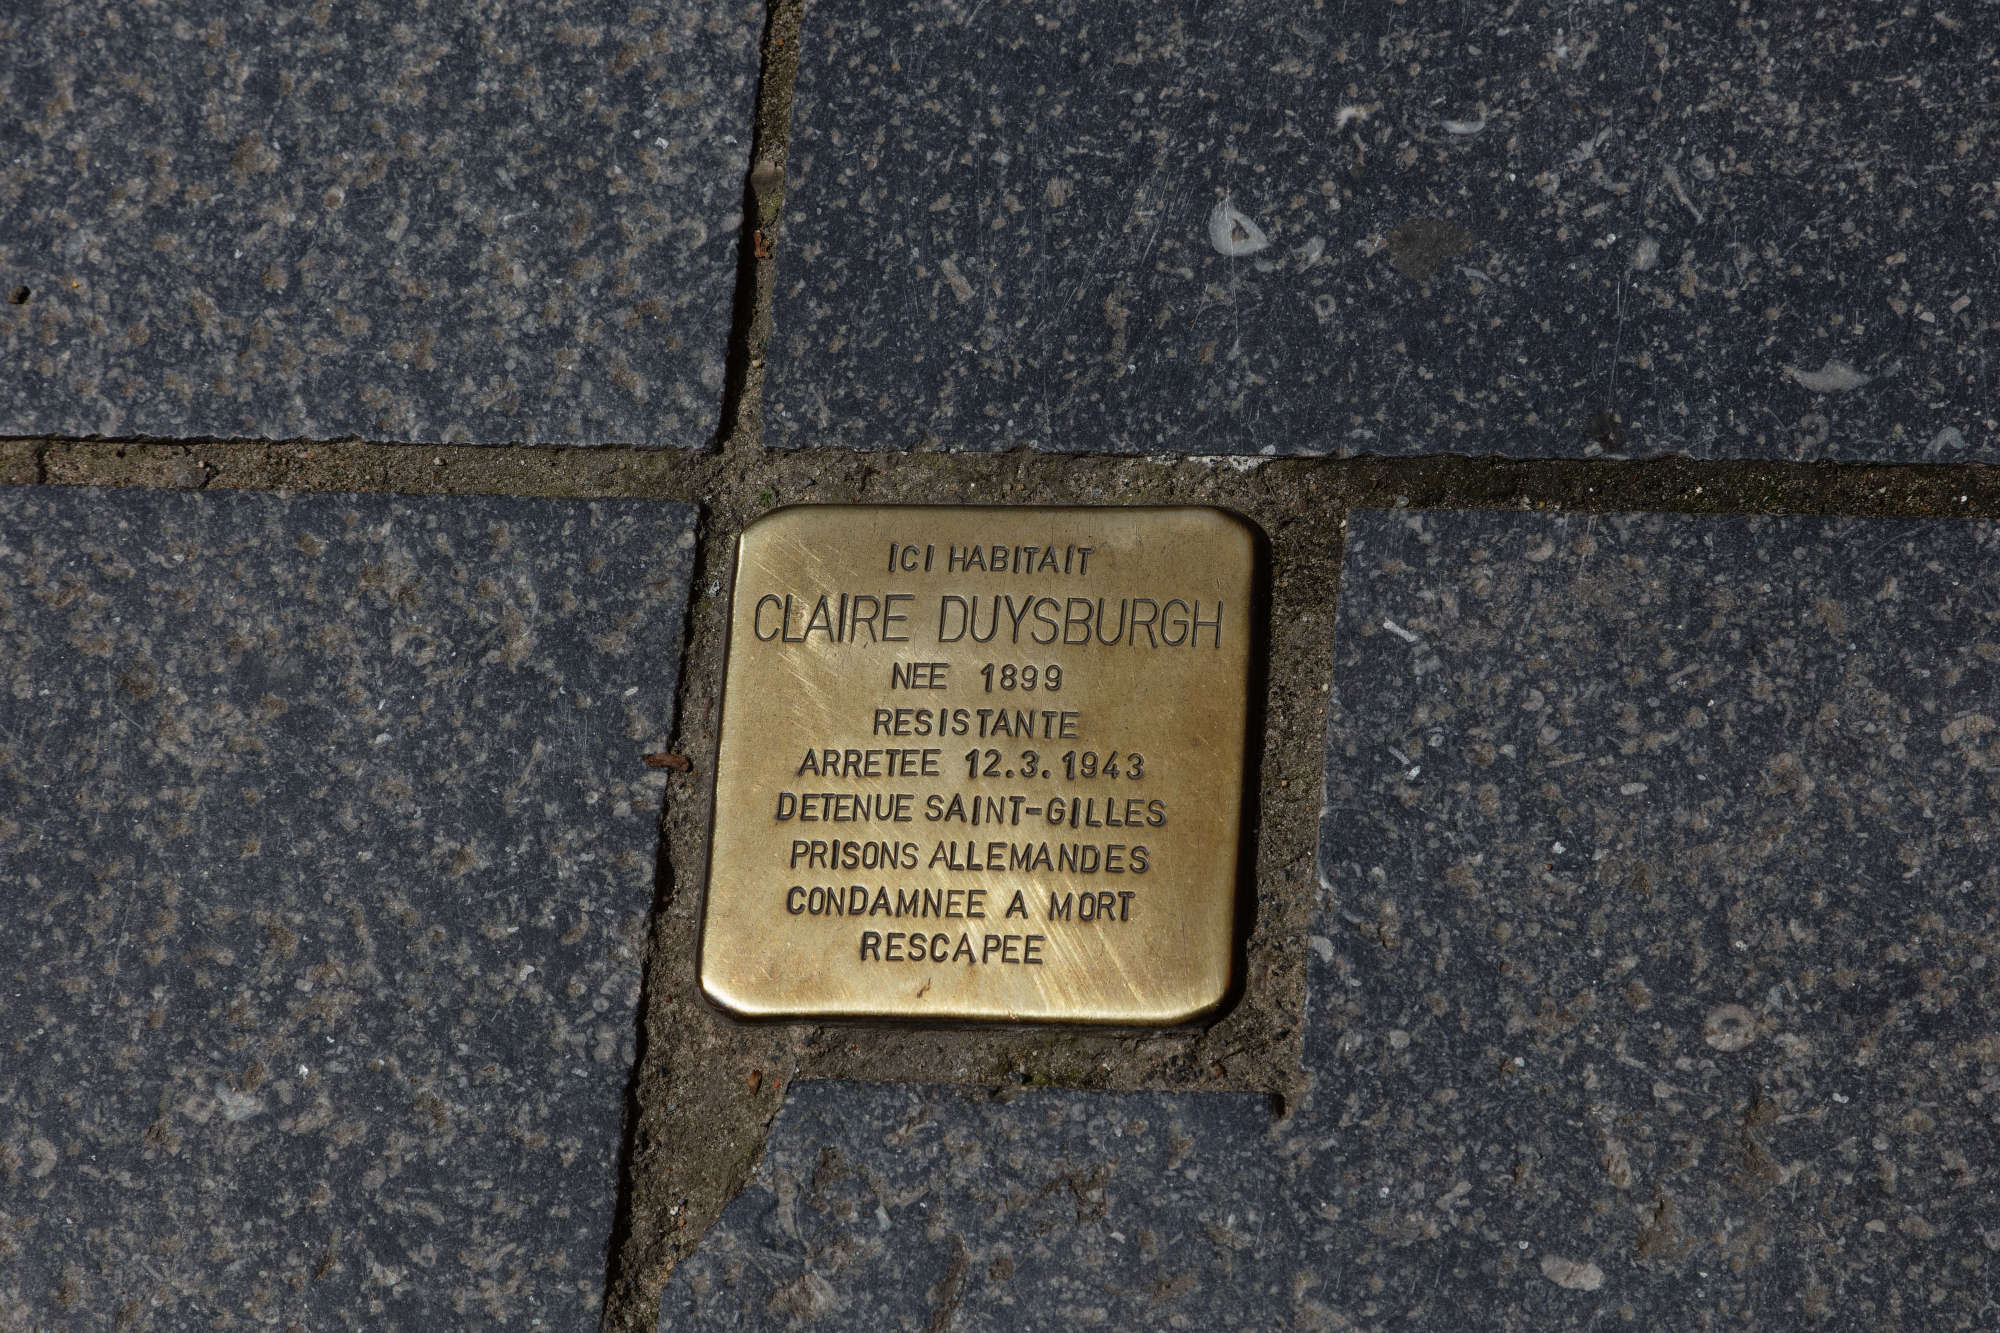 ICI HABITAIT
CLAIRE DUYSBURGH
NEE 1899
RESISTANTE
ARRETEE 12.3.1943
DETENUE SAINT-GILLES
PRISONS ALLEMANDES
CONDAMNEE A MORT
RESCAPEE